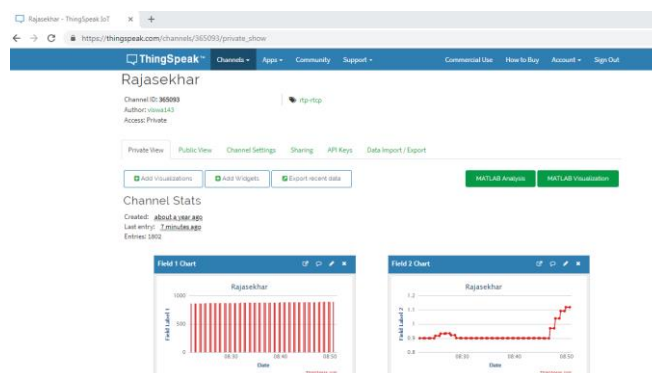 Rajasekhar - ThingSpeak IoT
https://thingspeak.com/channels/365093/private_show
ThingSpeak™ Channels Apps Community Support Commercial Use How to Buy Account Sign Out
Rajasekhar
Channel ID: 365093
Author: viswa143
Access: Private
rtp-rtcp
Private View Public View Channel Settings Sharing API Keys Data Import / Export
Add Visualizations Add Widgets Export recent data MATLAB Analysis MATLAB Visualization
Channel Stats
Created: about a year ago
Last entry: 7 minutes ago
Entries: 1802
Field 1 Chart
Rajasekhar
Field Label 1
1000
500
0
08:30 08:40 08:50
Date
Field 2 Chart
Rajasekhar
Field Label 2
1.2
1.1
1
0.9
0.8
08:30 08:40 08:50
Date